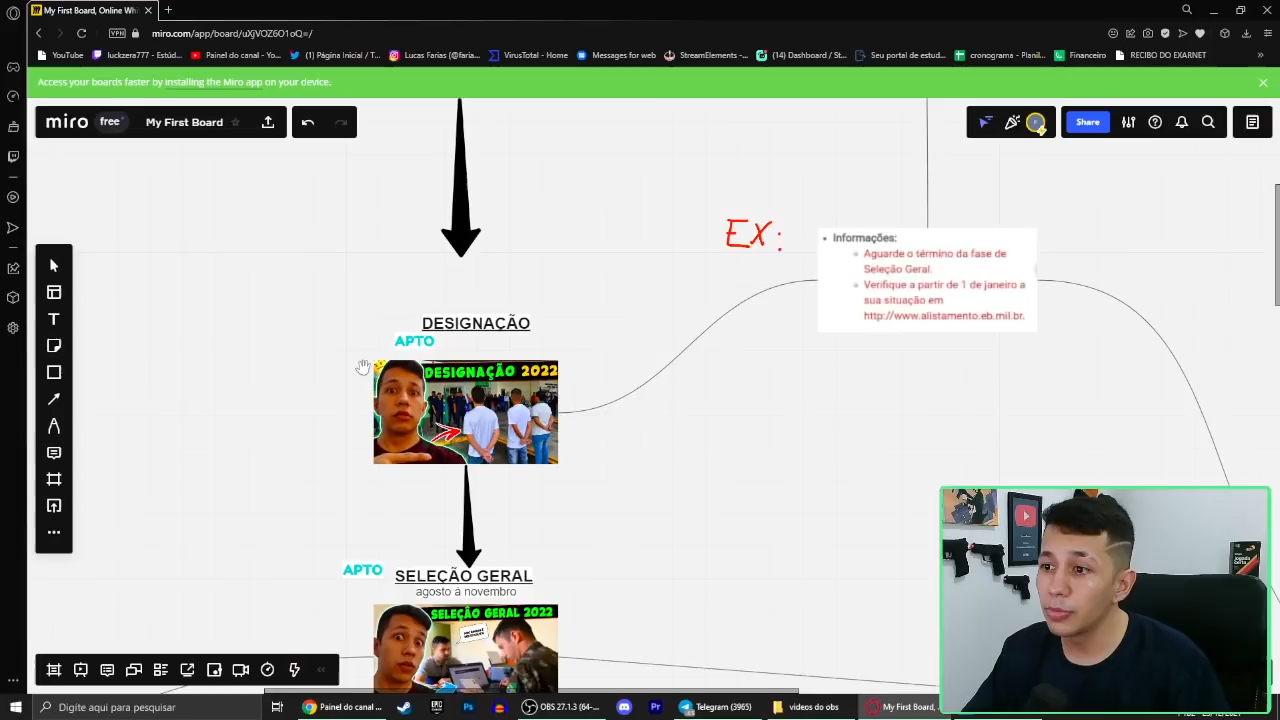 My First Board, Online Wh
VPN
miro.com/app/board/uXjVOZ6O1oQ=/
YouTube
luckzera777 - Estúd
Painel do canal - Yo
(1) Página Inicial / T
Instagram
Lucas Farias (@faria
VirusTotal - Home
Messages for web
StreamElements -
(14) Dashboard / St
Seu portal de estud
cronograma - Planil
Financeiro
RECIBO DO EXARNET
Access your boards faster by installing the Miro app on your device.
miro
free
My First Board
Share
EX:
Informações:
Aguarde o término da fase de
Seleção Geral.
Verifique a partir de 1 de janeiro a
sua situação em
http://www.alistamento.eb.mil.br.
DESIGNAÇÃO
APTO
DESIGNAÇÃO 2022
APTO
SELEÇÃO GERAL
agosto á novembro
SELEÇÃO GERAL 2022
Digite aqui para pesquisar
Painel do canal ...
OBS 27.1.3 (64-...
Telegram (3965)
videos do obs
My First Board,